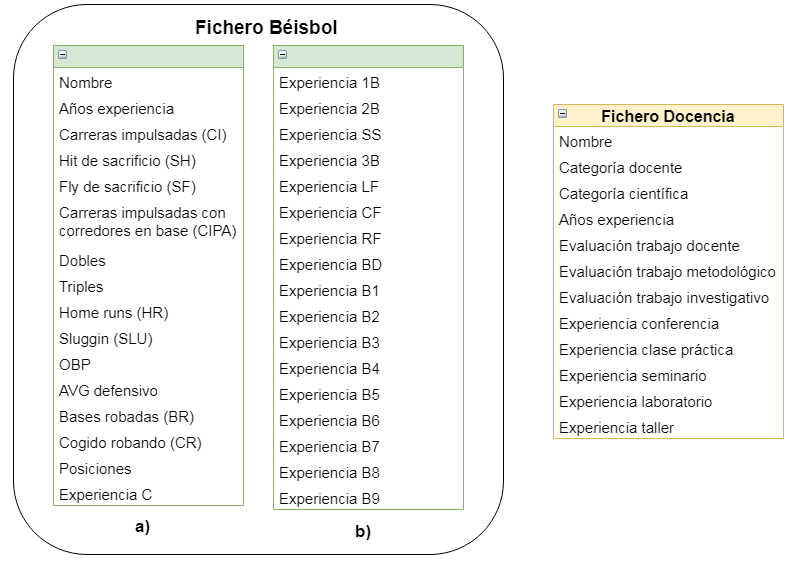 Fichero Béisbol
Nombre
Años experiencia
Carreras impulsadas (CI)
Hit de sacrificio (SH)
Fly de sacrificio (SF)
Carreras impulsadas con
corredores en base (CIPA)
Dobles
Triples
Home runs (HR)
Sluggin (SLU)
OBP
AVG defensivo
Bases robadas (BR)
Cogido robando (CR)
Posiciones
Experiencia C
a)
Experiencia 1B
Experiencia 2B
Experiencia SS
Experiencia 3B
Experiencia LF
Experiencia CF
Experiencia RF
Experiencia BD
Experiencia B1
Experiencia B2
Experiencia B3
Experiencia B4
Experiencia B5
Experiencia B6
Experiencia B7
Experiencia B8
Experiencia B9
b)
Fichero Docencia
Nombre
Categoría docente
Categoría científica
Años experiencia
Evaluación trabajo docente
Evaluación trabajo metodológico
Evaluación trabajo investigativo
Experiencia conferencia
Experiencia clase práctica
Experiencia seminario
Experiencia laboratorio
Experiencia taller